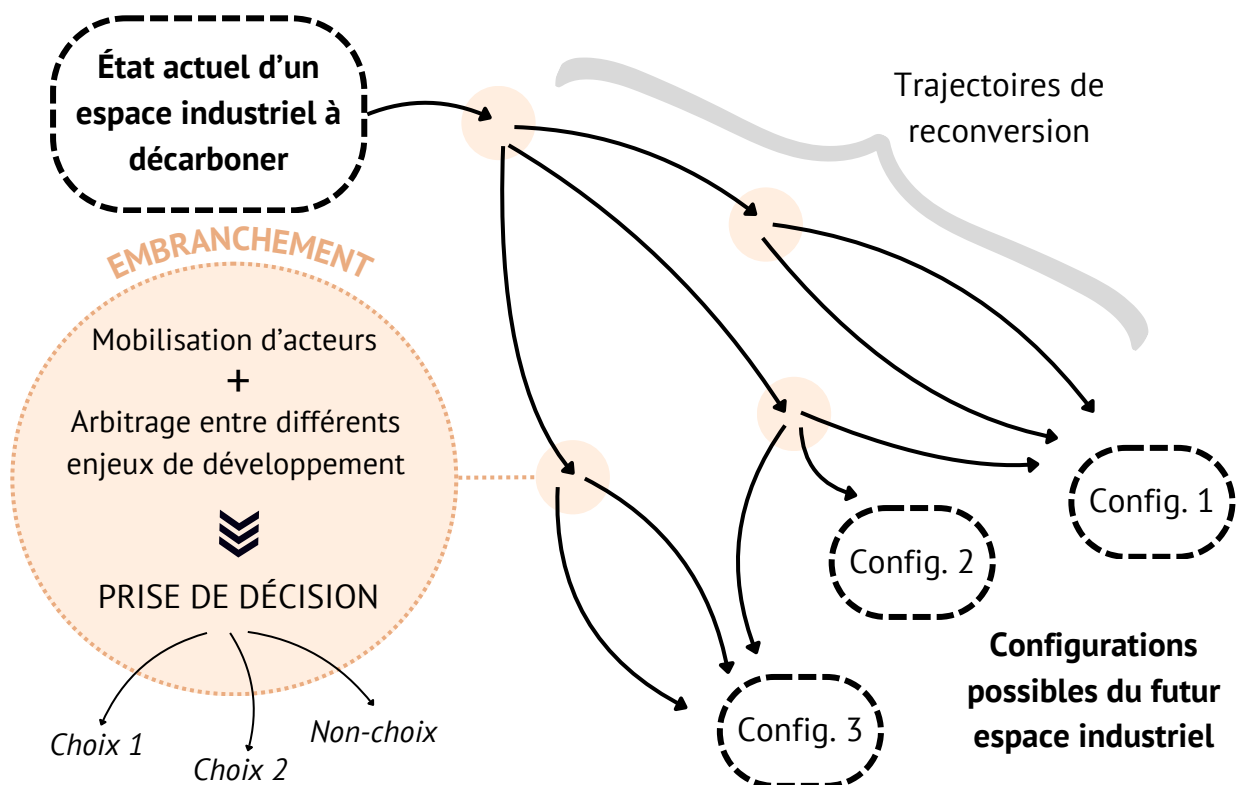 État actuel d’un
espace industriel à
décarboner
Trajectoires de
reconversion
EMBRANCHEMENT
Mobilisation d’acteurs
+
Arbitrage entre différents
enjeux de développement
PRISE DE DÉCISION
Choix 1
Choix 2
Non-choix
Config. 1
Config. 2
Config. 3
Configurations
possibles du futur
espace industriel